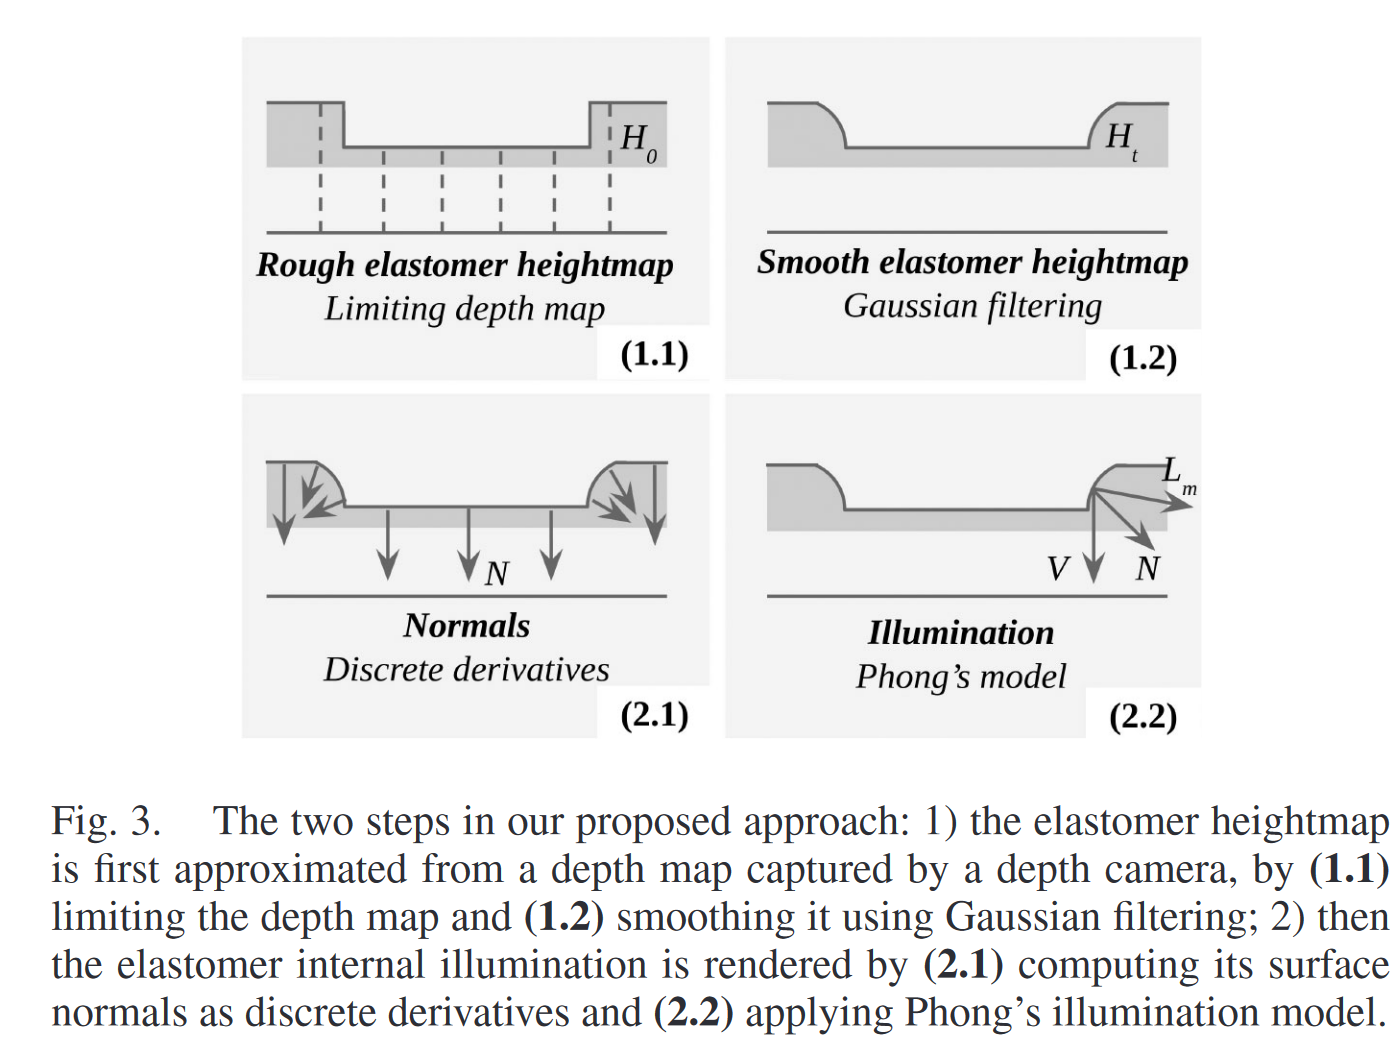 H0
Rough elastomer heightmap
Limiting depth map
(1.1)
Ht
Smooth elastomer heightmap
Gaussian filtering
(1.2)
N
Normals
Discrete derivatives
(2.1)
Lm
V N
Illumination
Phong’s model
(2.2)
Fig. 3. The two steps in our proposed approach: 1) the elastomer heightmap
is first approximated from a depth map captured by a depth camera, by (1.1)
limiting the depth map and (1.2) smoothing it using Gaussian filtering; 2) then
the elastomer internal illumination is rendered by (2.1) computing its surface
normals as discrete derivatives and (2.2) applying Phong’s illumination model.